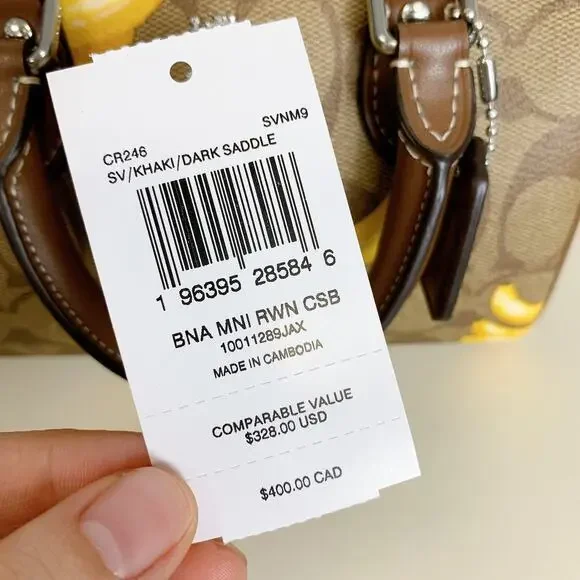 CR246 SVNM9
SV/KHAKI/DARK SADDLE
1 96395 28584 6
BNA MNI RWN CSB
10011289JAX
MADE IN CAMBODIA
COMPARABLE VALUE
$328.00 USD
$400.00 CAD